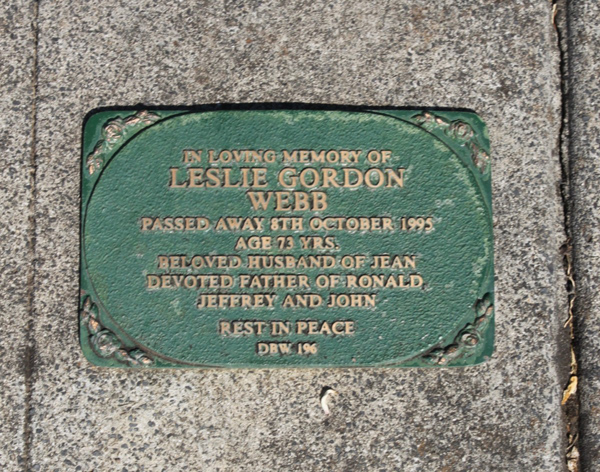 IN LOVING MEMORY OF
LESLIE GORDON
WEBB
PASSED AWAY 8TH OCTOBER 1995
AGE 73 YRS.
BELOVED HUSBAND OF JEAN
DEVOTED FATHER OF RONALD,
JEFFREY AND JOHN
REST IN PEACE
DBW 196